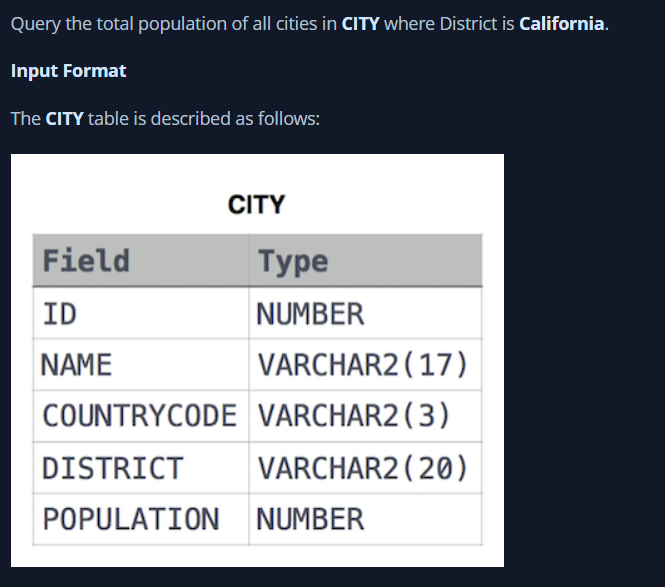 Query the total population of all cities in CITY where District is California.
Input Format
The CITY table is described as follows:
CITY
Field Type
ID NUMBER
NAME VARCHAR2(17)
COUNTRYCODE VARCHAR2(3)
DISTRICT VARCHAR2(20)
POPULATION NUMBER